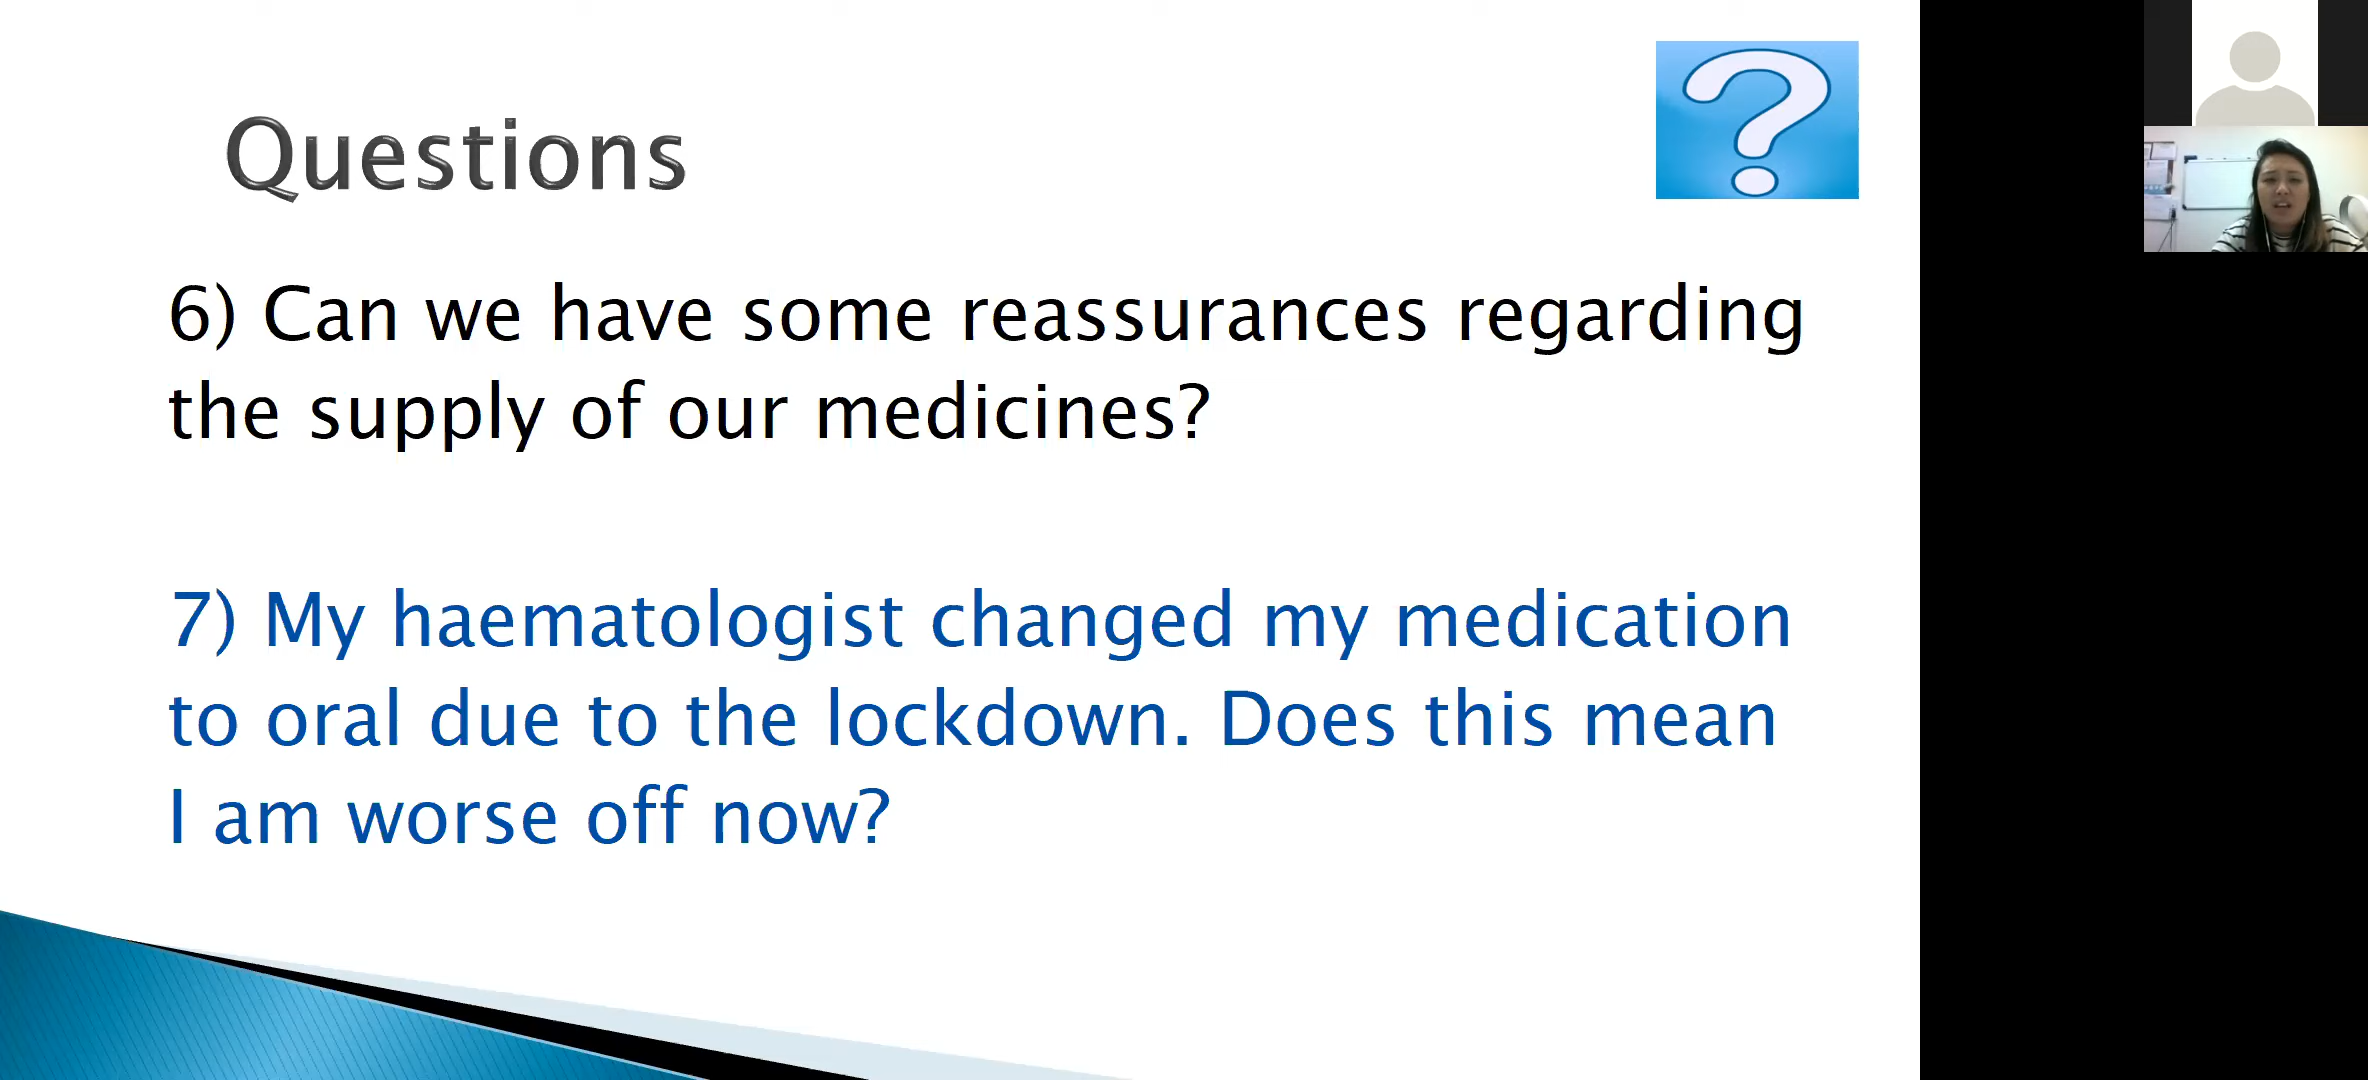 Questions
6) Can we have some reassurances regarding
the supply of our medicines?
7) My haematologist changed my medication
to oral due to the lockdown. Does this mean
I am worse off now?